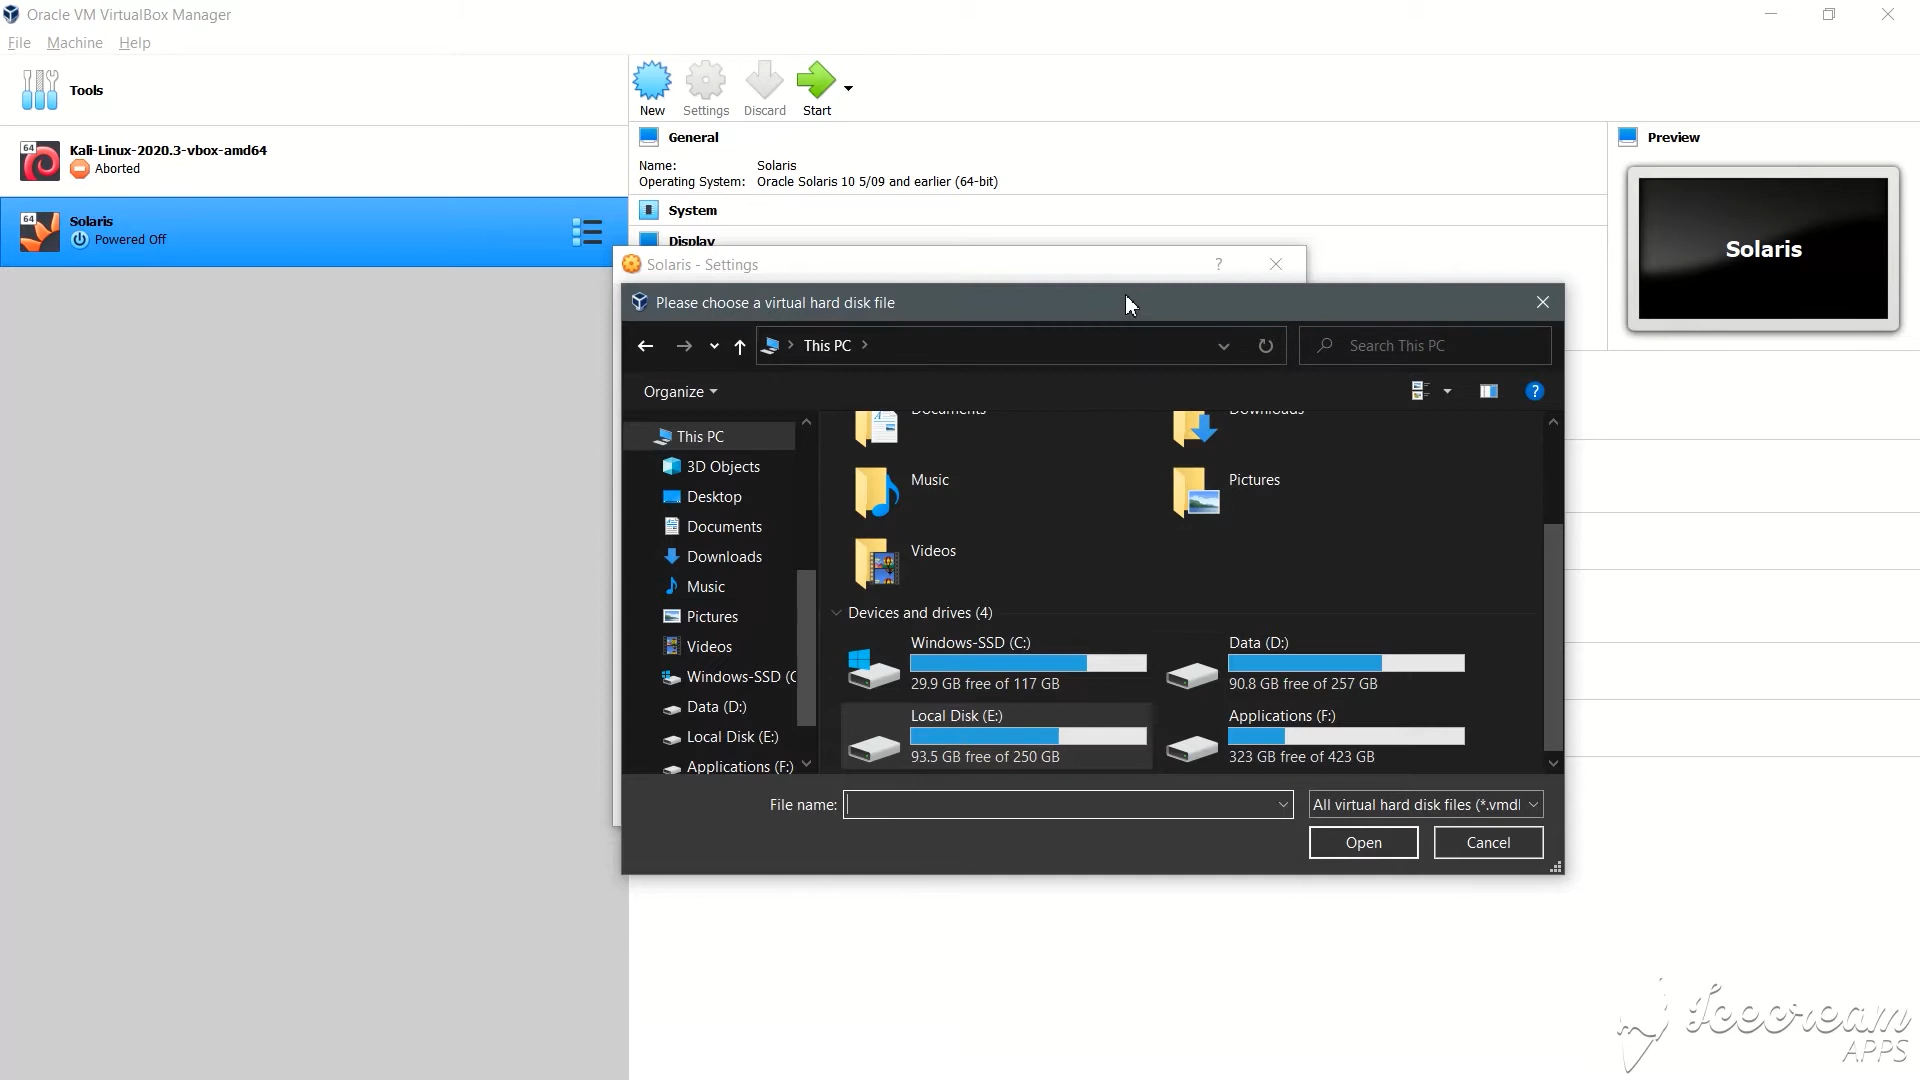 Oracle VM VirtualBox Manager
File Machine Help
Tools
64
Kali-Linux-2020.3-vbox-amd64
Aborted
64
Solaris
Powered Off
New Settings Discard Start
General
Name: Solaris
Operating System: Oracle Solaris 10 5/09 and earlier (64-bit)
System
Display
Preview
Solaris
Solaris - Settings ?
Please choose a virtual hard disk file
This PC
Search This PC
Organize
?
This PC
3D Objects
Desktop
Documents
Downloads
Music
Pictures
Videos
Windows-SSD (C
Data (D:)
Local Disk (E:)
Applications (F:)
Documents
Downloads
Music
Pictures
Videos
Devices and drives (4)
Windows-SSD (C:)
29.9 GB free of 117 GB
Data (D:)
90.8 GB free of 257 GB
Local Disk (E:)
93.5 GB free of 250 GB
Applications (F:)
323 GB free of 423 GB
File name:
All virtual hard disk files (*.vmdl
Open Cancel
Icecream
APPS